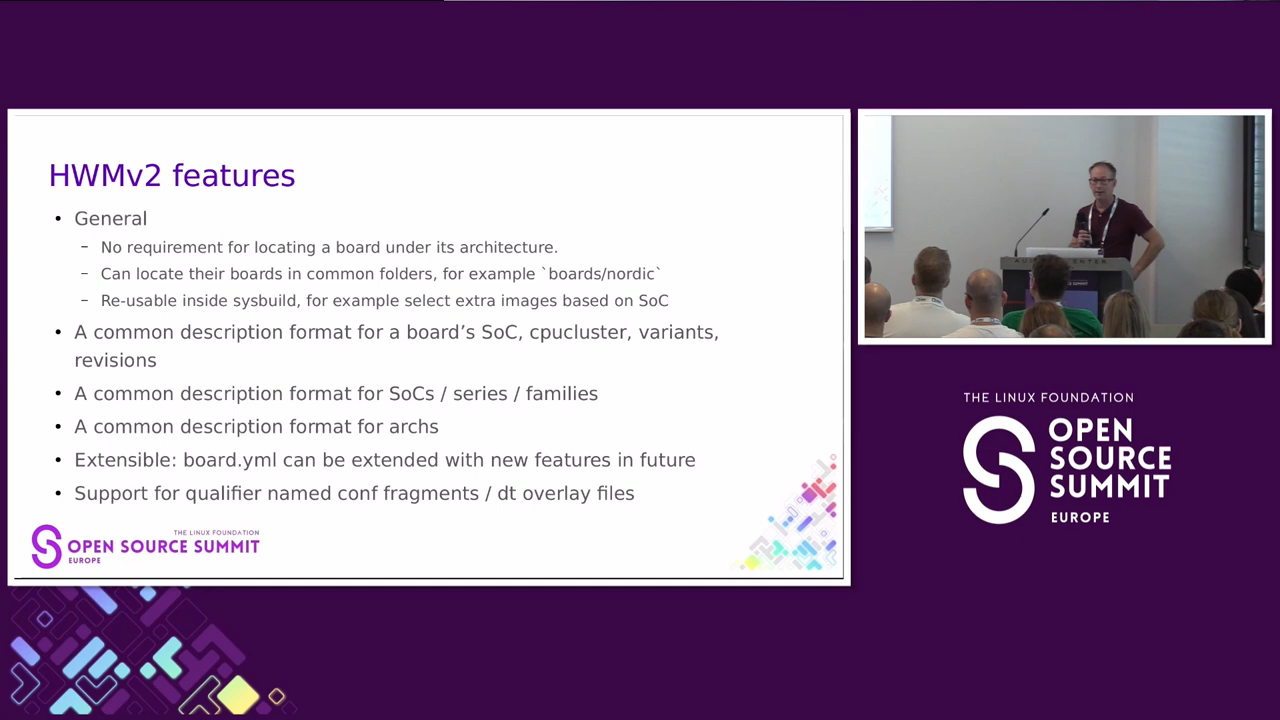 HWMv2 features
• General
– No requirement for locating a board under its architecture.
– Can locate their boards in common folders, for example `boards/nordic`
– Re-usable inside sysbuild, for example select extra images based on SoC
• A common description format for a board’s SoC, cpucluster, variants,
revisions
• A common description format for SoCs / series / families
• A common description format for archs
• Extensible: board.yml can be extended with new features in future
• Support for qualifier named conf fragments / dt overlay files
THE LINUX FOUNDATION
OPEN SOURCE SUMMIT
EUROPE
THE LINUX FOUNDATION
OPEN
SOURCE
SUMMIT
EUROPE